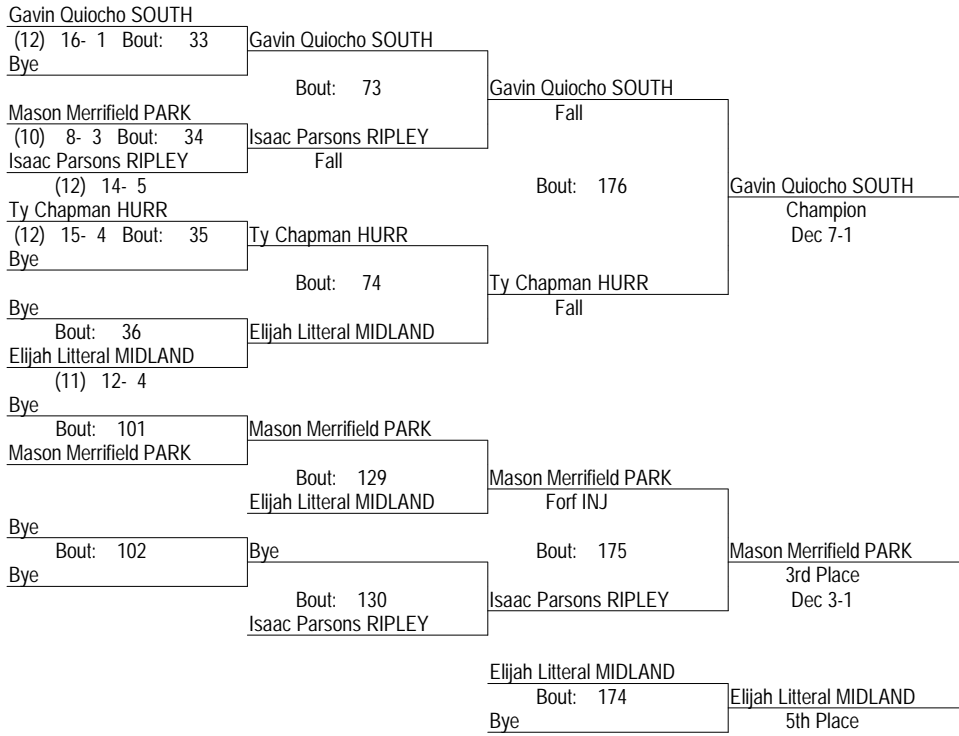 Gavin Quiocho SOUTH
(12) 16- 1 Bout: 33 Gavin Quiocho SOUTH
Bye
Bout: 73 Gavin Quiocho SOUTH
Mason Merrifield PARK Fall
(10) 8- 3 Bout: 34 Isaac Parsons RIPLEY
Isaac Parsons RIPLEY Fall
(12) 14- 5 Bout: 176 Gavin Quiocho SOUTH
Ty Chapman HURR Champion
(12) 15- 4 Bout: 35 Ty Chapman HURR Dec 7-1
Bye
Bout: 74 Ty Chapman HURR
Bye Fall
Bout: 36 Elijah Litteral MIDLAND
Elijah Litteral MIDLAND
(11) 12- 4
Bye
Bout: 101 Mason Merrifield PARK
Mason Merrifield PARK
Bout: 129 Mason Merrifield PARK
Elijah Litteral MIDLAND Forf INJ
Bye
Bout: 102 Bye Bout: 175 Mason Merrifield PARK
Bye 3rd Place
Bout: 130 Isaac Parsons RIPLEY Dec 3-1
Isaac Parsons RIPLEY
Elijah Litteral MIDLAND
Bout: 174 Elijah Litteral MIDLAND
Bye 5th Place